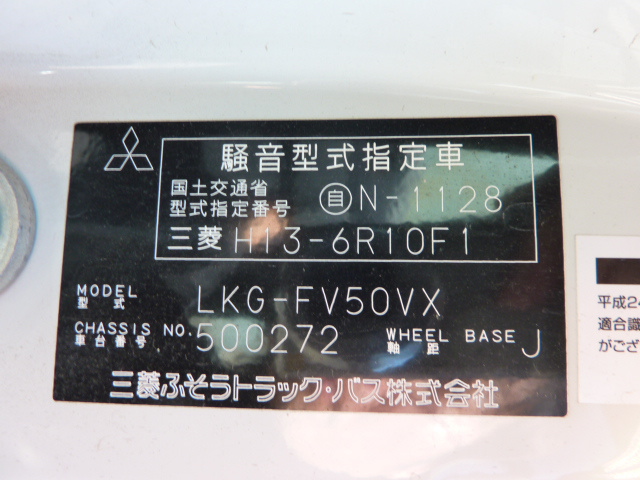 騒音型式指定車
国土交通省
型式指定番号 自N-1128
三菱 H13-6R10F1
MODEL
型式 LKG-FV50VX
CHASSIS NO. 500272 WHEEL BASE J
車台番号 軸距
三菱ふそうトラック・バス株式会社
平成24
適合識
がござ